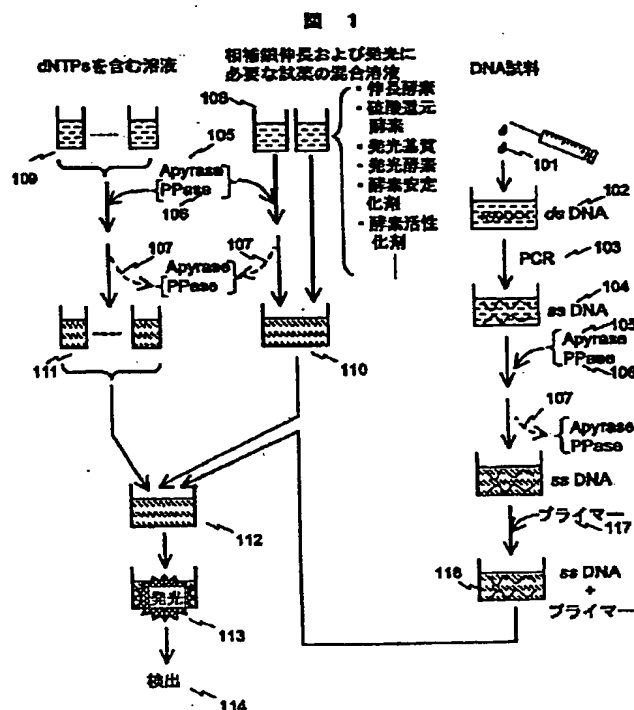 図 1
dNTPsを含む溶液
相補鎖伸長および発光に
必要な試薬の混合溶液
DNA試料
108
・伸長酵素
・硫酸還元
酵素
・発光基質
・発光酵素
・酵素安定
化剤
・酵素活性
化剤
109
105
Apyrase
PPase
106
107
107
Apyrase
PPase
111
110
112
発光
113
検出
114
101
102
ds DNA
PCR
103
104
ss DNA
105
Apyrase
PPase
106
107
Apyrase
PPase
ss DNA
プライマー
117
116
ss DNA
+
プライマー